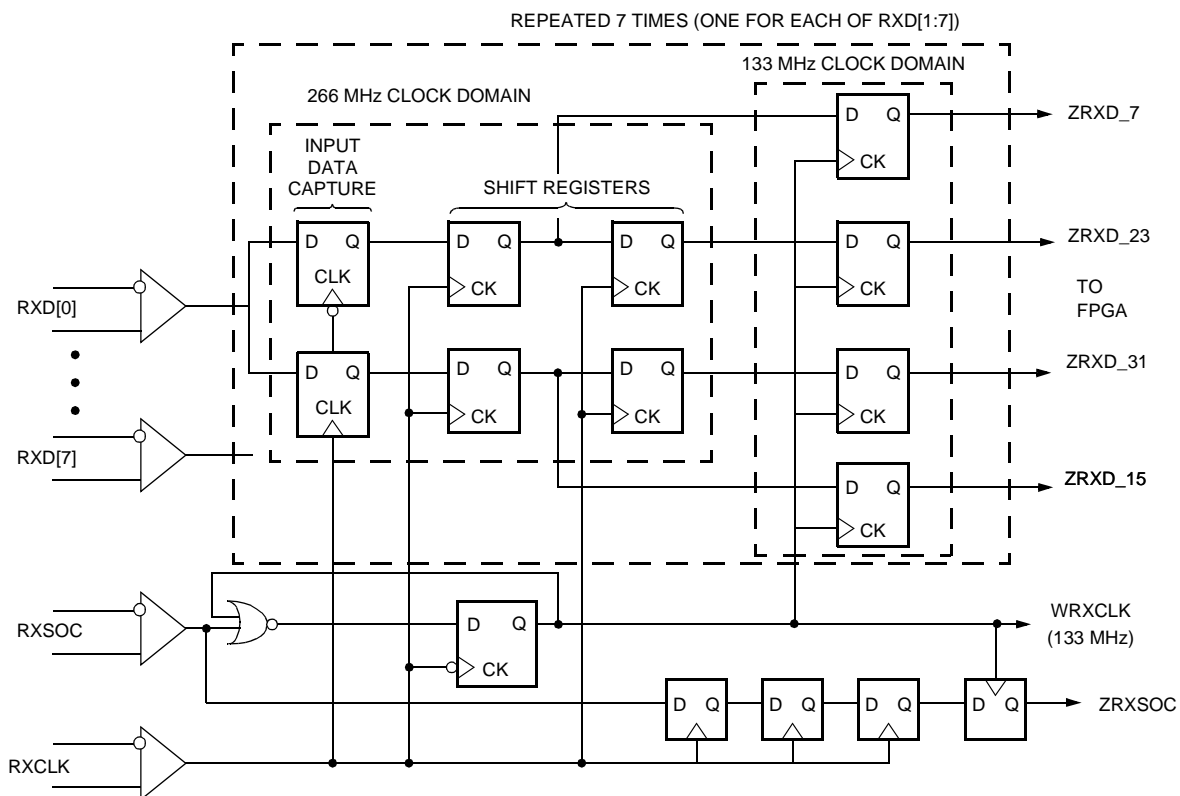 REPEATED 7 TIMES (ONE FOR EACH OF RXD[1:7])
133 MHz CLOCK DOMAIN
266 MHz CLOCK DOMAIN
D Q
CK
ZRXD_7
INPUT
DATA
CAPTURE
SHIFT REGISTERS
D Q
CLK
D Q
CK
D Q
CK
D Q
CK
ZRXD_23
TO
FPGA
RXD[0]
D Q
CLK
D Q
CK
D Q
CK
D Q
CK
ZRXD_31
RXD[7]
D Q
CK
ZRXD_15
RXSOC
D Q
CK
WRXCLK
(133 MHz)
D Q
D Q
D Q
D Q
ZRXSOC
RXCLK